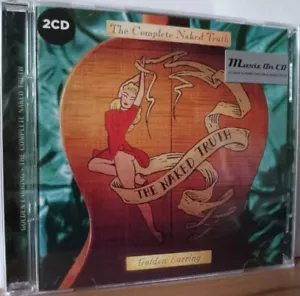 2CD
The Complete Naked Truth
Music On CD
THE NAKED TRUTH
Golden Earring
GOLDEN EARRING • THE COMPLETE NAKED TRUTH